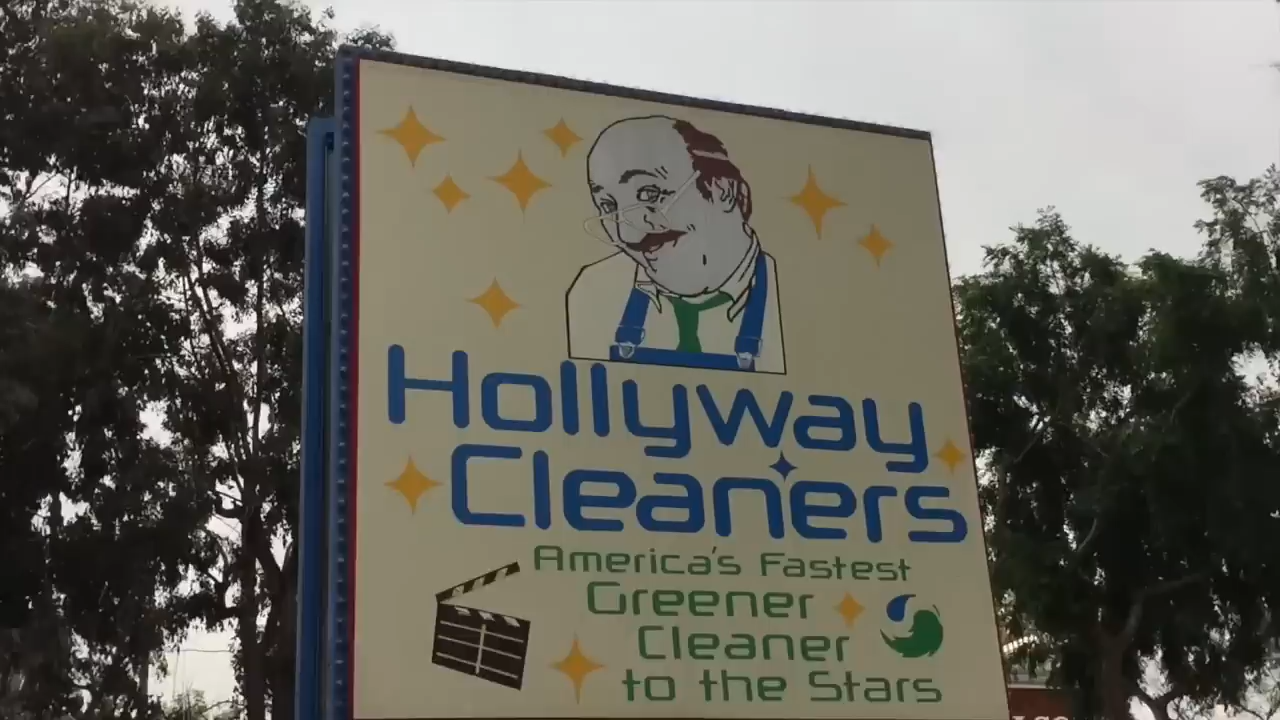 Hollyway
Cleaners
America's Fastest
Greener
Cleaner
to the Stars